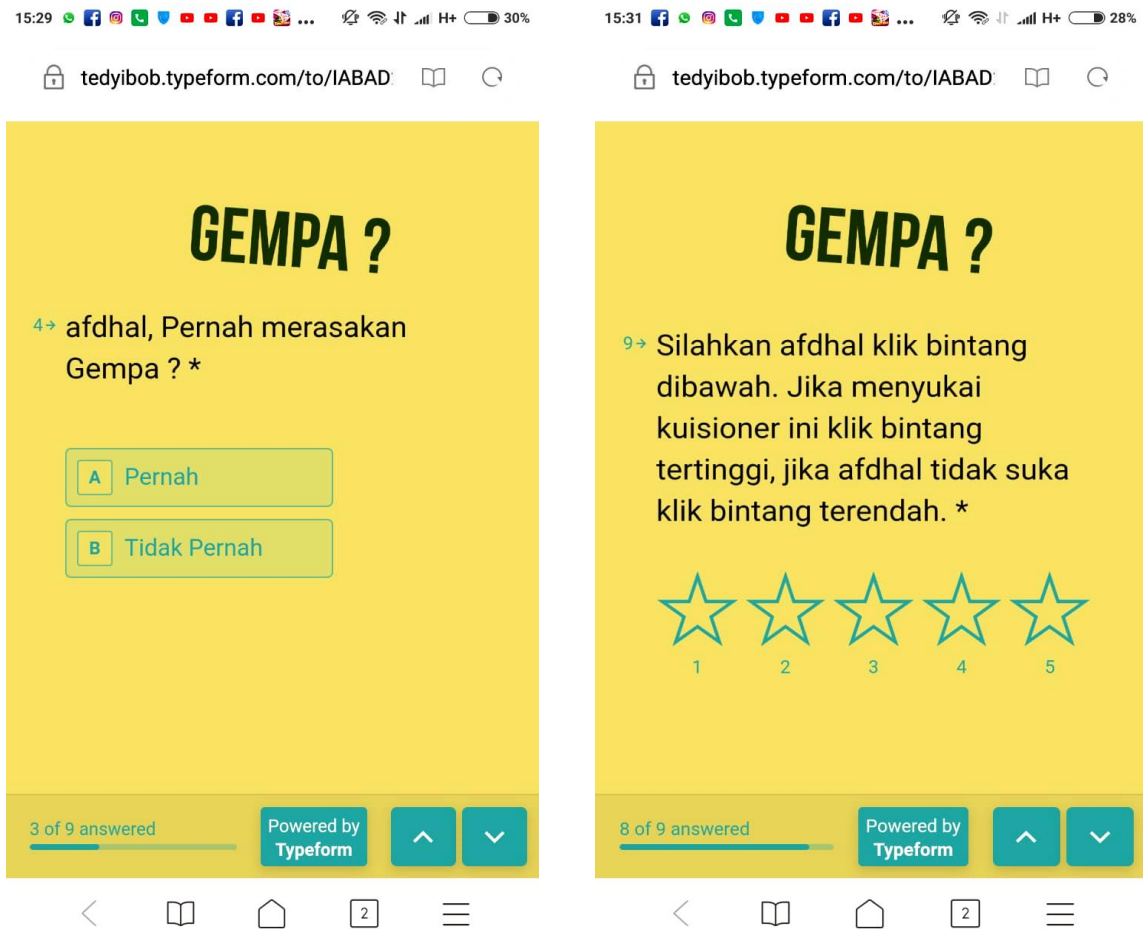 15:29
... H+ 30%
tedyibob.typeform.com/to/IABAD
GEMPA ?
4→ afdhal, Pernah merasakan
Gempa ? *
A Pernah
B Tidak Pernah
3 of 9 answered
Powered by
Typeform
2
15:31
... H+ 28%
tedyibob.typeform.com/to/IABAD
GEMPA ?
9→ Silahkan afdhal klik bintang
dibawah. Jika menyukai
kuisioner ini klik bintang
tertinggi, jika afdhal tidak suka
klik bintang terendah. *
1 2 3 4 5
8 of 9 answered
Powered by
Typeform
2